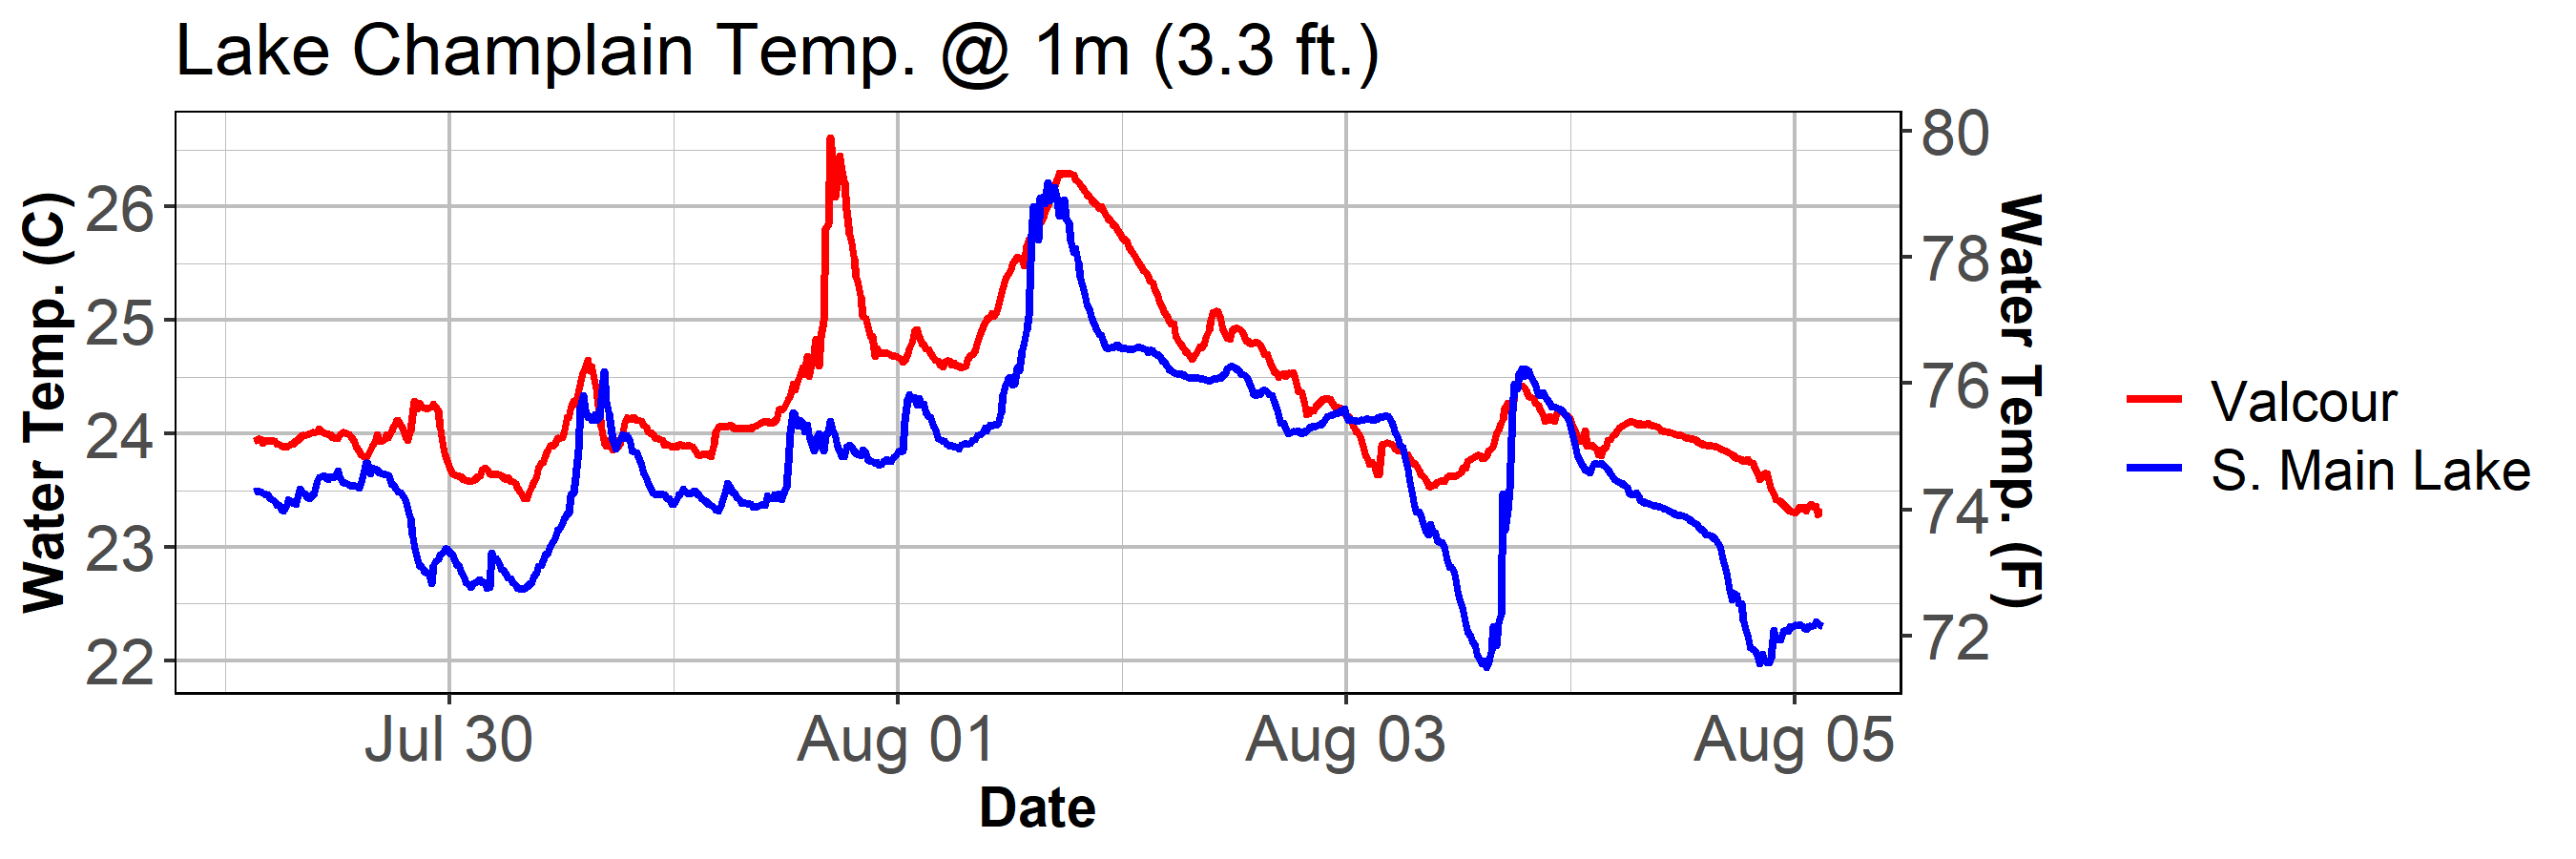 Lake Champlain Temp. @ 1m (3.3 ft.)
Water Temp. (C)
26
25
24
23
22
80
78
76
74
72
Water Temp. (F)
Jul 30
Aug 01
Aug 03
Aug 05
Date
Valcour
S. Main Lake